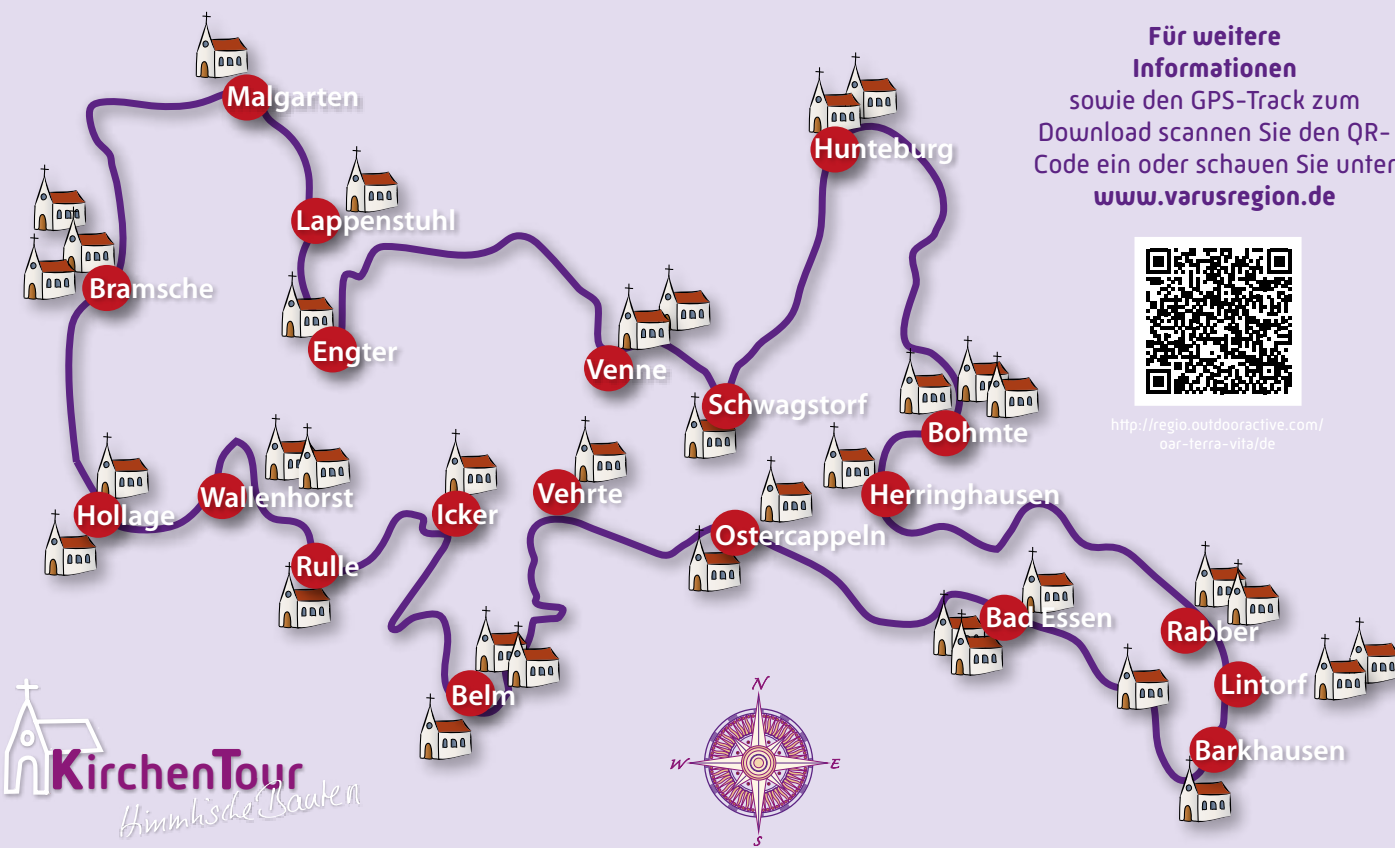 Für weitere
Informationen
sowie den GPS-Track zum
Download scannen Sie den QR-
Code ein oder schauen Sie unter
www.varusregion.de
http://regio.outdooractive.com/
oar-terra-vita/de
Malgarten
Hunteburg
Lappenstuhl
Bramsche
Engter
Venne
Schwagstorf
Bohmte
Herringhausen
Wallenhorst
Hollage
Icker
Vehrte
Ostercappeln
Rulle
Bad Essen
Rabber
Lintorf
Belm
Barkhausen
N
W
E
S
KirchenTour
Himmlische Bauten